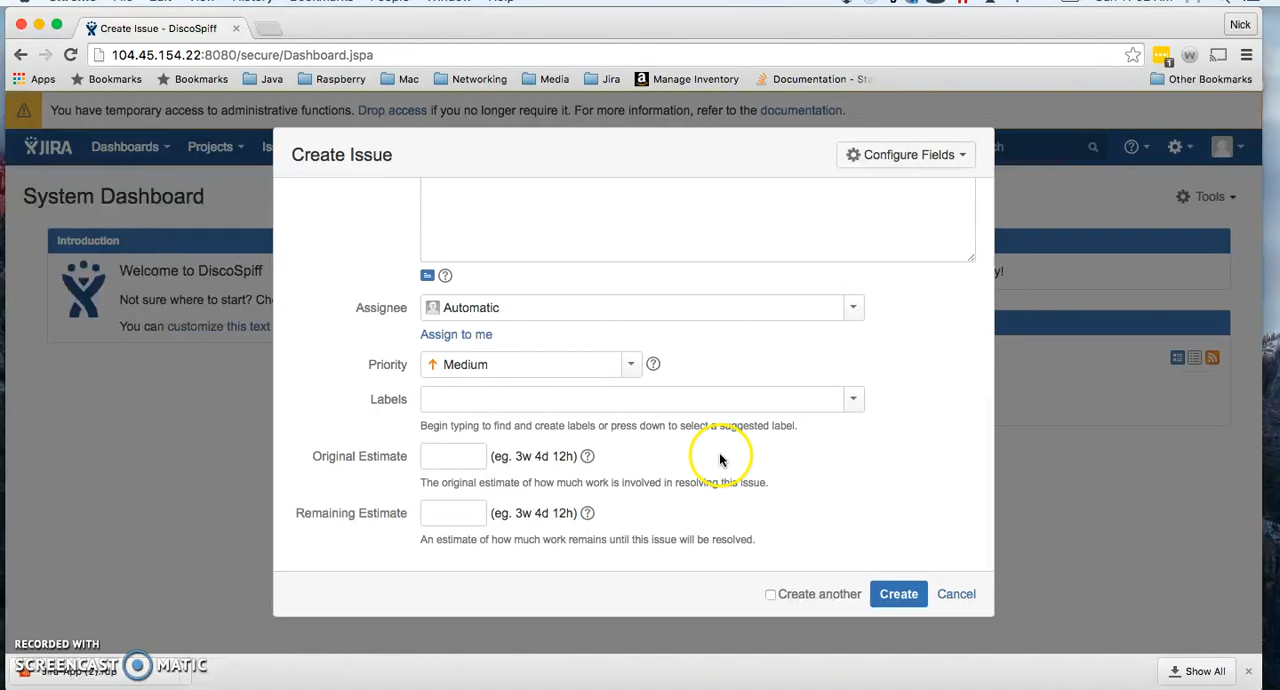 Create Issue - DiscoSpiff
Nick
104.45.154.22:8080/secure/Dashboard.jspa
Apps Bookmarks Bookmarks Java Raspberry Mac Networking Media Jira Manage Inventory Documentation - Sta
Other Bookmarks
You have temporary access to administrative functions. Drop access if you no longer require it. For more information, refer to the documentation.
JIRA Dashboards Projects Is ch
Create Issue
Configure Fields
System Dashboard
Tools
Introduction
Welcome to DiscoSpiff
y!
Not sure where to start? Che
You can customize this text
Assignee Automatic
Assign to me
Priority Medium
Labels
Begin typing to find and create labels or press down to select a suggested label.
Original Estimate (eg. 3w 4d 12h)
The original estimate of how much work is involved in resolving this issue.
Remaining Estimate (eg. 3w 4d 12h)
An estimate of how much work remains until this issue will be resolved.
Create another Create Cancel
RECORDED WITH
SCREENCAST MATIC
Show All